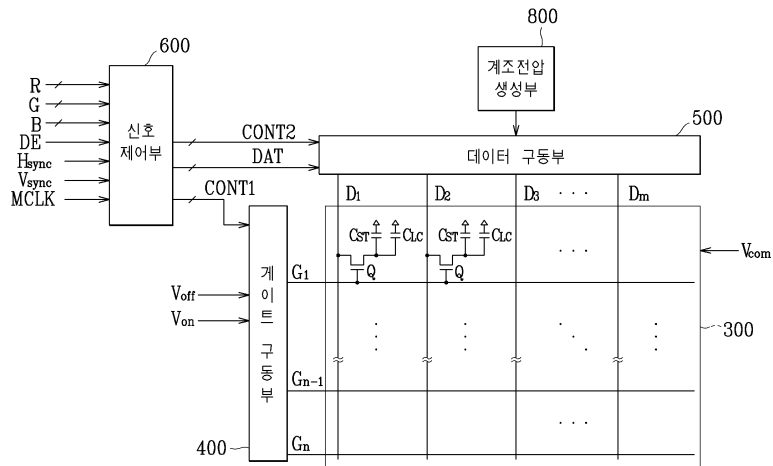 600
800
계조전압
생성부
R
G
B
DE
Hsync
Vsync
MCLK
신호
제어부
CONT2
DAT
CONT1
500
데이터 구동부
D1 D2 D3 · · · Dm
CST CLC CST CLC · · ·
Vcom
Q Q
G1
게이트 구동부
Voff
Von
300
Gn-1
· · ·
400
Gn